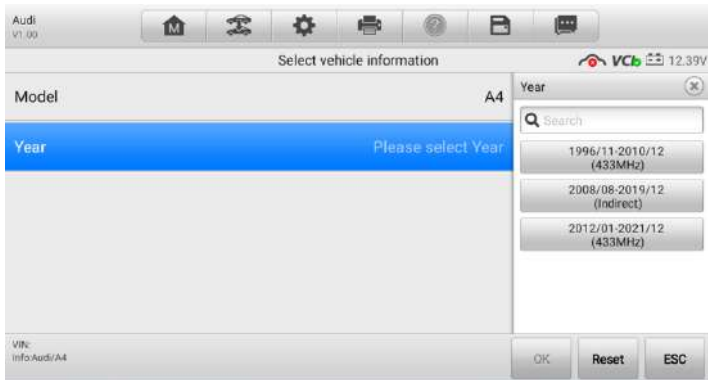 Audi
V1.00
M
Select vehicle information
VCI 12.39V
Model A4
Year Please select Year
Year
Search
1996/11-2010/12
(433MHz)
2008/08-2019/12
(Indirect)
2012/01-2021/12
(433MHz)
VIN:
Info:Audi/A4
OK Reset ESC